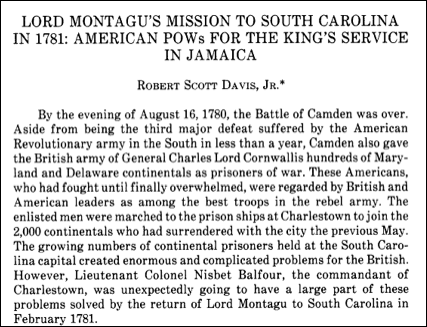 LORD MONTAGU'S MISSION TO SOUTH CAROLINA
IN 1781: AMERICAN POWs FOR THE KING'S SERVICE
IN JAMAICA
ROBERT SCOTT DAVIS, JR.*
By the evening of August 16, 1780, the Battle of Camden was over.
Aside from being the third major defeat suffered by the American
Revolutionary army in the South in less than a year, Camden also gave
the British army of General Charles Lord Cornwallis hundreds of Mary-
land and Delaware continentals as prisoners of war. These Americans,
who had fought until finally overwhelmed, were regarded by British and
American leaders as among the best troops in the rebel army. The
enlisted men were marched to the prison ships at Charlestown to join the
2,000 continentals who had surrendered with the city the previous May.
The growing numbers of continental prisoners held at the South Caro-
lina capital created enormous and complicated problems for the British.
However, Lieutenant Colonel Nisbet Balfour, the commandant of
Charlestown, was unexpectedly going to have a large part of these
problems solved by the return of Lord Montagu to South Carolina in
February 1781.